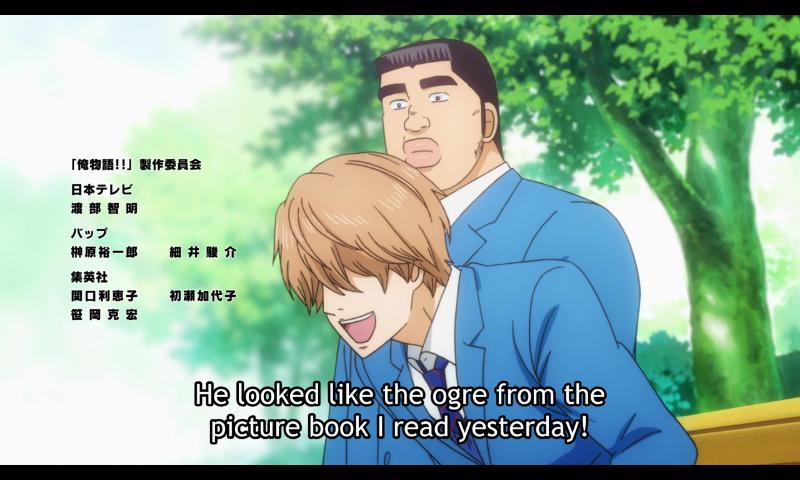 「俺物語!!」製作委員会
日本テレビ
渡部智明
バップ
榊原裕一郎 細井駿介
集英社
関口利恵子 初瀬加代子
笹岡克宏
He looked like the ogre from the
picture book I read yesterday!